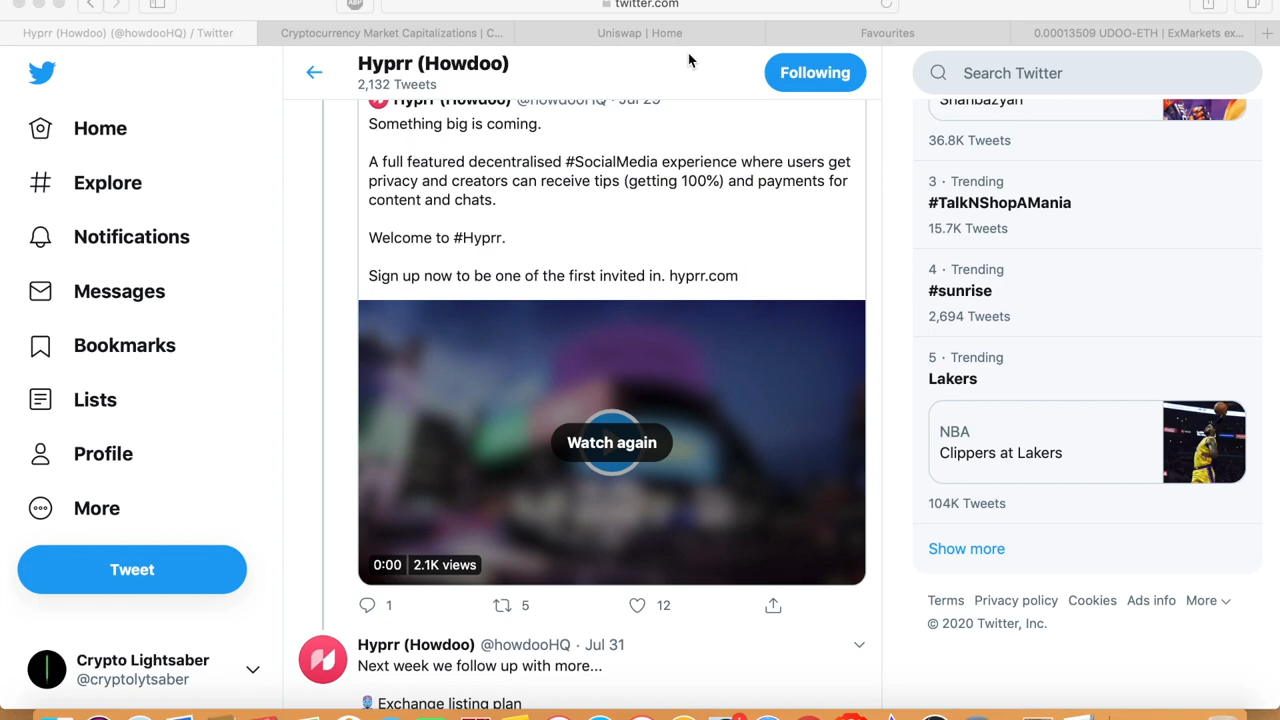 twitter.com
Hyprr (Howdoo) (@howdooHQ) / Twitter
Cryptocurrency Market Capitalizations | C...
Uniswap | Home
Favourites
0.00013509 UDOO-ETH | ExMarkets ex...
Home
Explore
Notifications
Messages
Bookmarks
Lists
Profile
More
Tweet
Crypto Lightsaber
@cryptolytsaber
Hyprr (Howdoo)
2,132 Tweets
Following
Hyprr (Howdoo) @howdooHQ · Jul 29
Something big is coming.
A full featured decentralised #SocialMedia experience where users get
privacy and creators can receive tips (getting 100%) and payments for
content and chats.
Welcome to #Hyprr.
Sign up now to be one of the first invited in. hyprr.com
Watch again
0:00 2.1K views
1 5 12
Hyprr (Howdoo) @howdooHQ · Jul 31
Next week we follow up with more...
Exchange listing plan
Search Twitter
Shahbazyan
36.8K Tweets
3 · Trending
#TalkNShopAMania
15.7K Tweets
4 · Trending
#sunrise
2,694 Tweets
5 · Trending
Lakers
NBA
Clippers at Lakers
104K Tweets
Show more
Terms Privacy policy Cookies Ads info More
© 2020 Twitter, Inc.